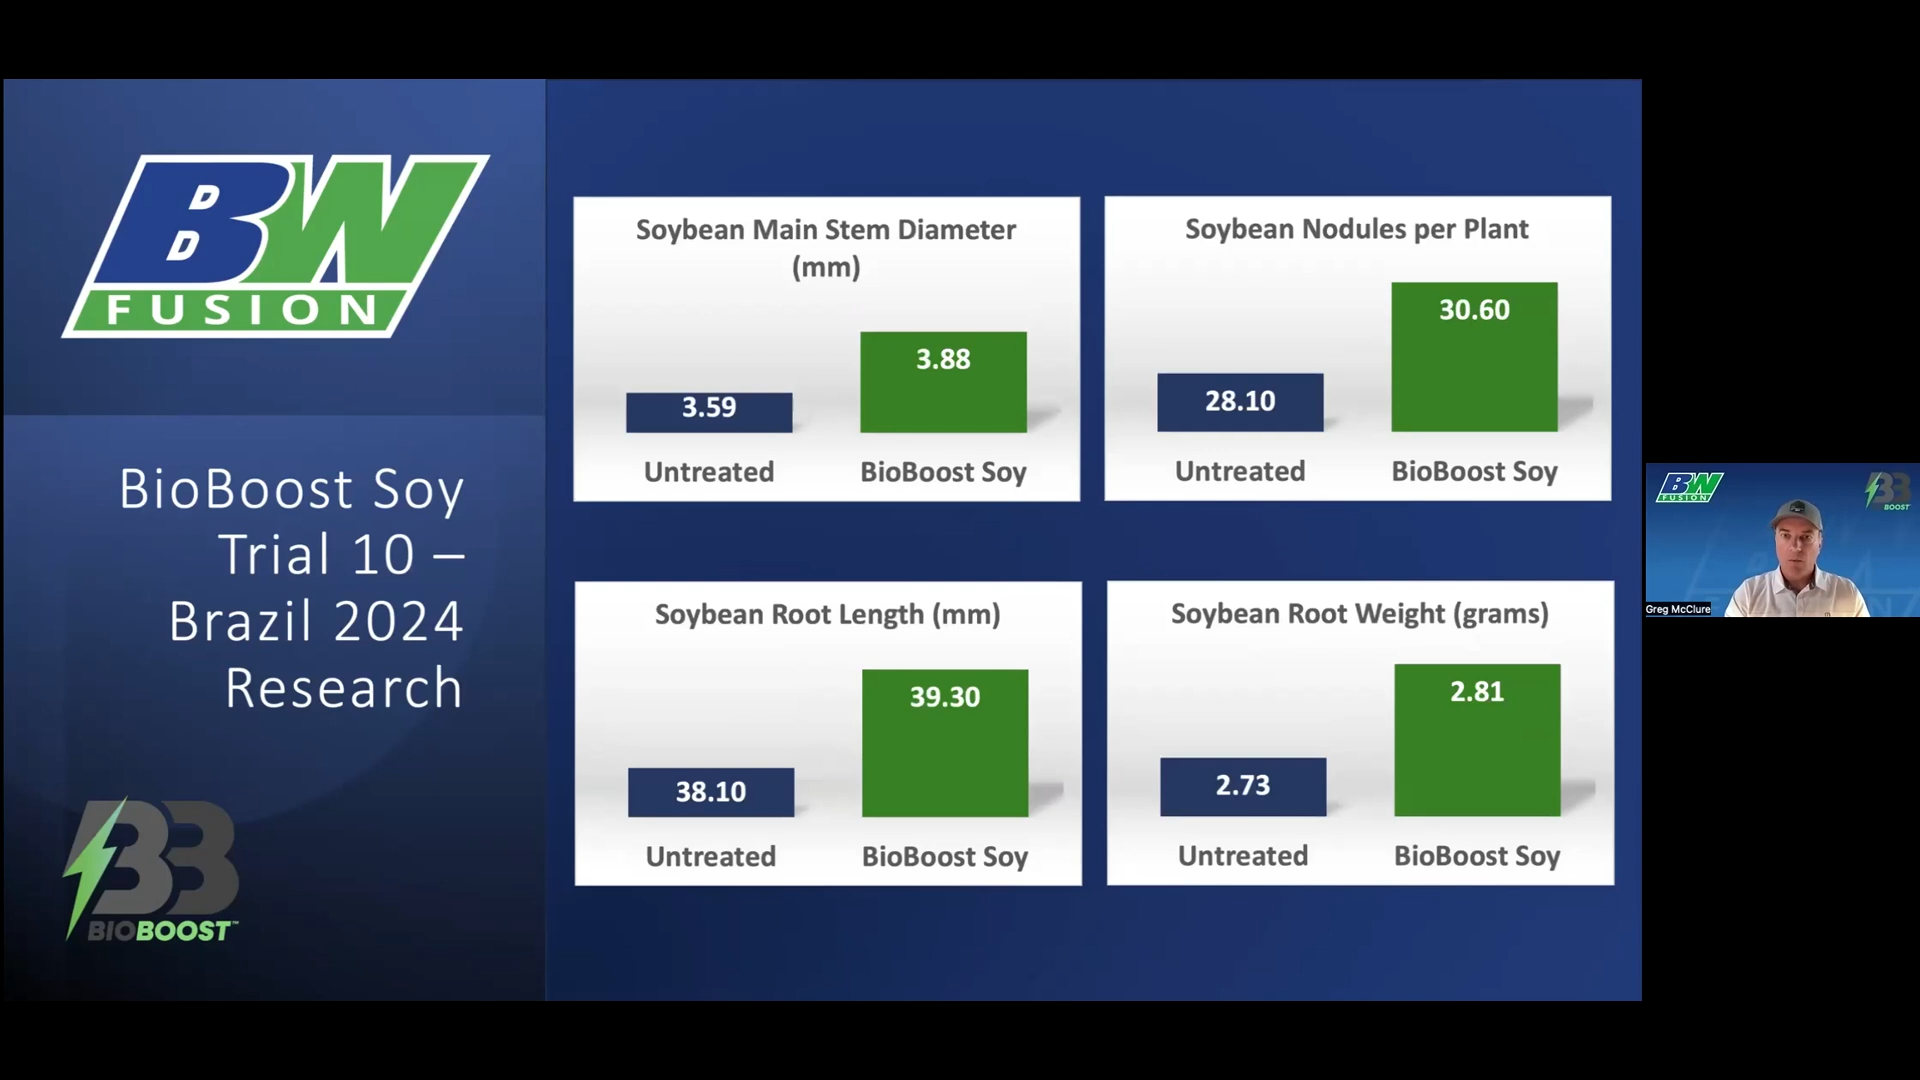 BW
FUSION
BioBoost Soy
Trial 10 –
Brazil 2024
Research
BIOBOOST™
Soybean Main Stem Diameter
(mm)
3.59
3.88
Untreated
BioBoost Soy
Soybean Nodules per Plant
28.10
30.60
Untreated
BioBoost Soy
Soybean Root Length (mm)
38.10
39.30
Untreated
BioBoost Soy
Soybean Root Weight (grams)
2.73
2.81
Untreated
BioBoost Soy
BW
FUSION
BOOST
Greg McClure